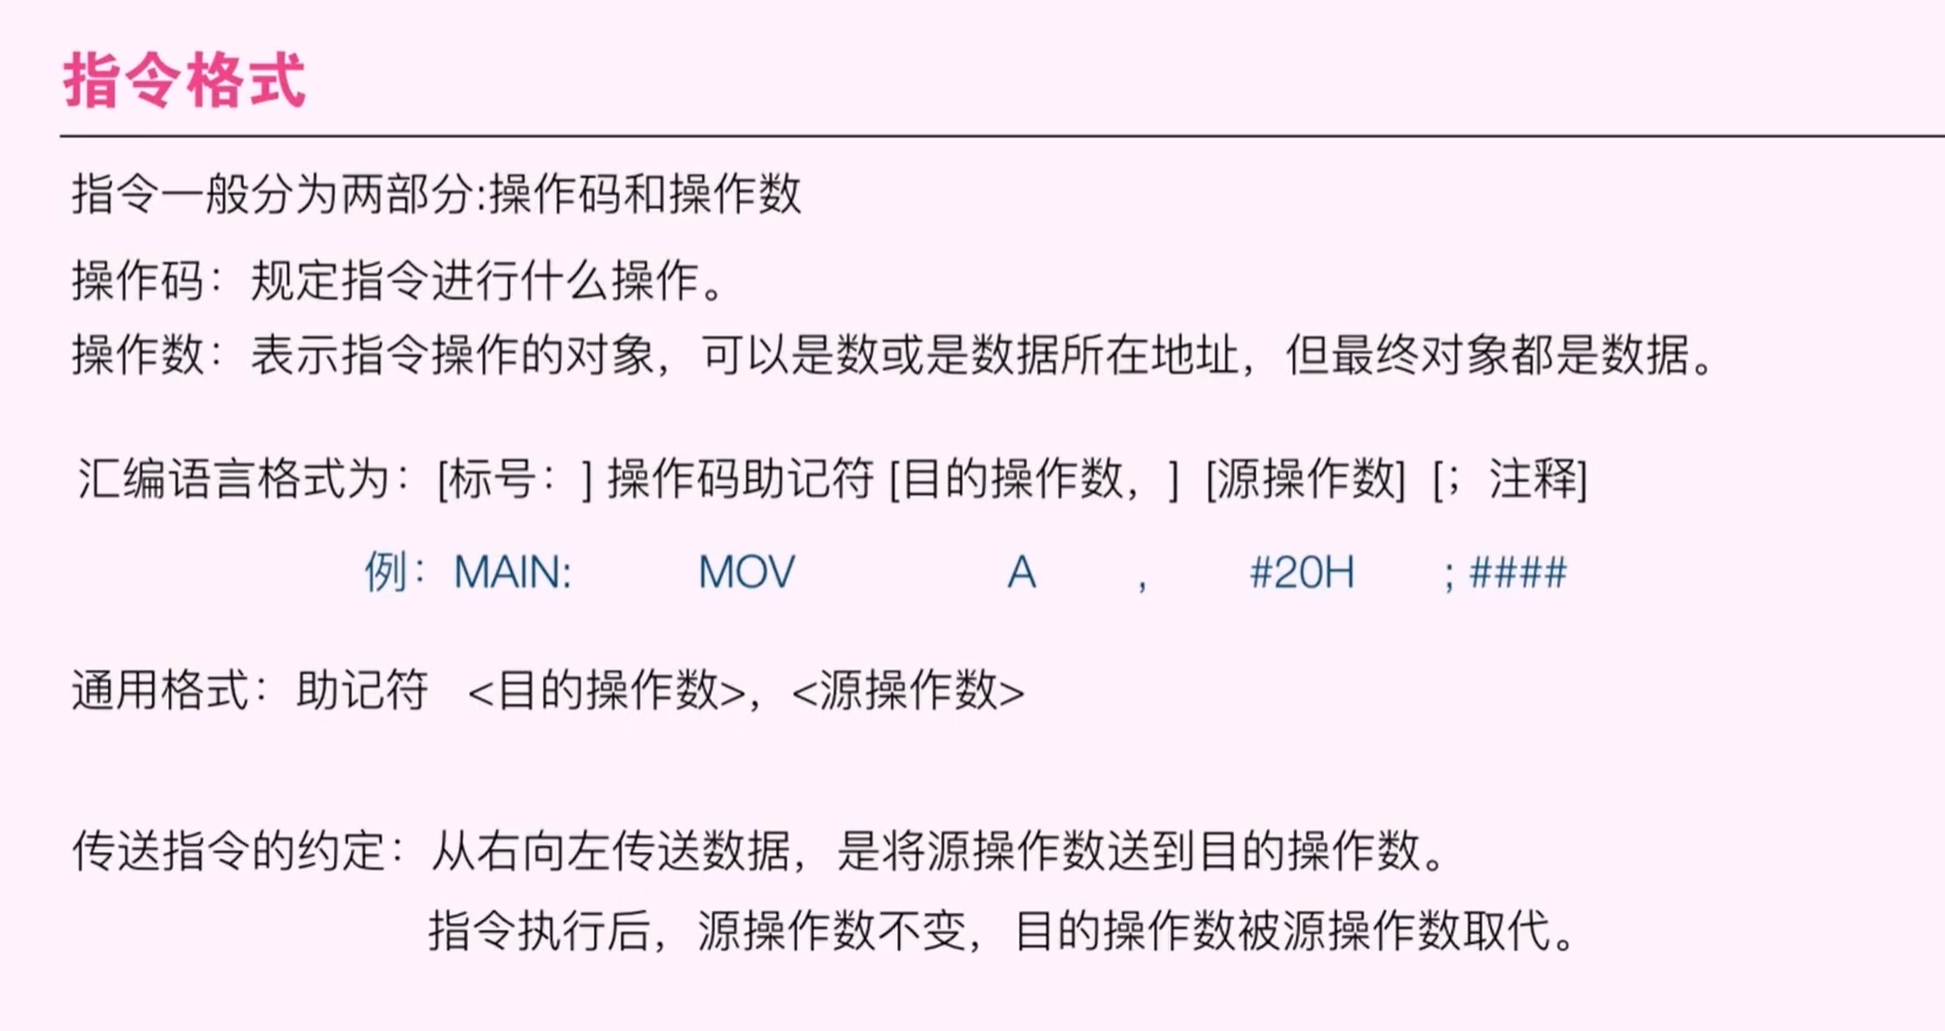 指令格式
指令一般分为两部分:操作码和操作数
操作码：规定指令进行什么操作。
操作数：表示指令操作的对象，可以是数或是数据所在地址，但最终对象都是数据。
汇编语言格式为：[标号：] 操作码助记符 [目的操作数，] [源操作数] [；注释]
例：MAIN: MOV A , #20H ; ####
通用格式：助记符 <目的操作数>，<源操作数>
传送指令的约定：从右向左传送数据，是将源操作数送到目的操作数。
指令执行后，源操作数不变，目的操作数被源操作数取代。